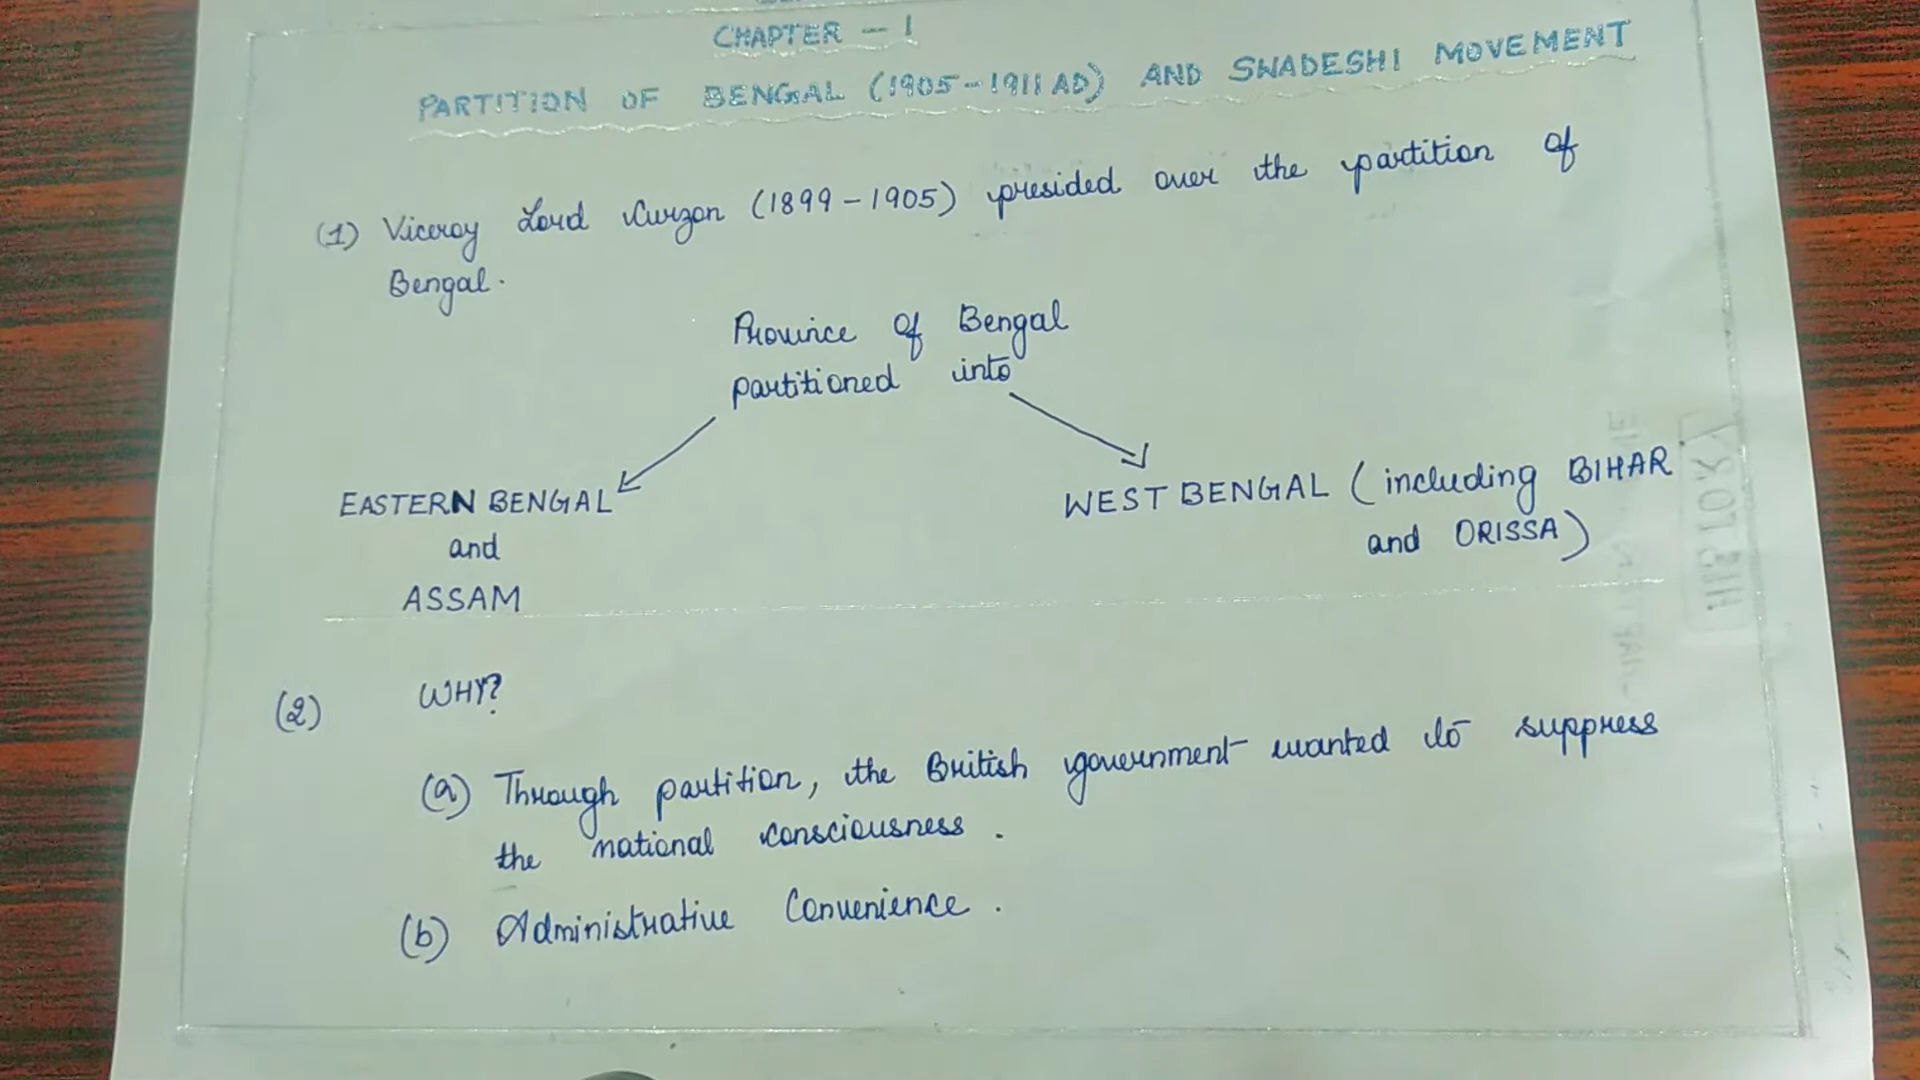 CHAPTER - 1
PARTITION OF BENGAL (1905-1911 AD) AND SWADESHI MOVEMENT
(1) Viceroy Lord Curzon (1899-1905) presided over the partition of
Bengal.
Province of Bengal
partitioned into
EASTERN BENGAL
and
ASSAM
WEST BENGAL (including BIHAR
and ORISSA)
(2) WHY?
(a) Through partition, the British government wanted to suppress
the national consciousness.
(b) Administrative Convenience.
HISTORY